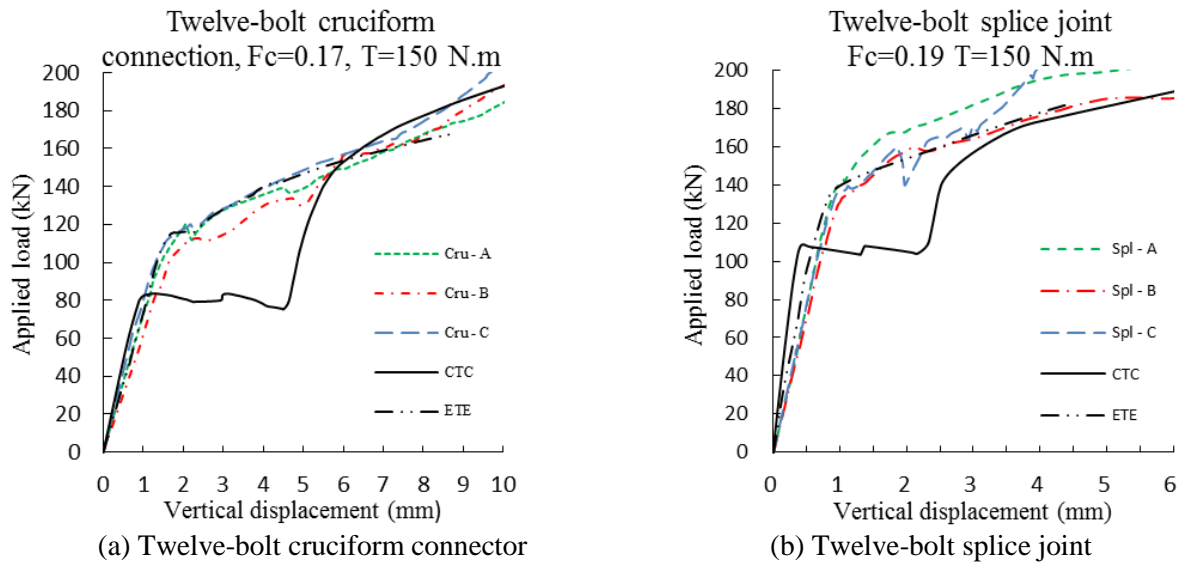 Twelve-bolt cruciform
connection, Fc=0.17, T=150 N.m
200
180
160
140
120
100
80
60
40
20
0
Applied load (kN)
Cru - A
Cru - B
Cru - C
CTC
ETE
0 1 2 3 4 5 6 7 8 9 10
Vertical displacement (mm)
(a) Twelve-bolt cruciform connector
Twelve-bolt splice joint
Fc=0.19 T=150 N.m
200
180
160
140
120
100
80
60
40
20
0
Applied load (kN)
Spl - A
Spl - B
Spl - C
CTC
ETE
0 1 2 3 4 5 6
Vertical displacement (mm)
(b) Twelve-bolt splice joint